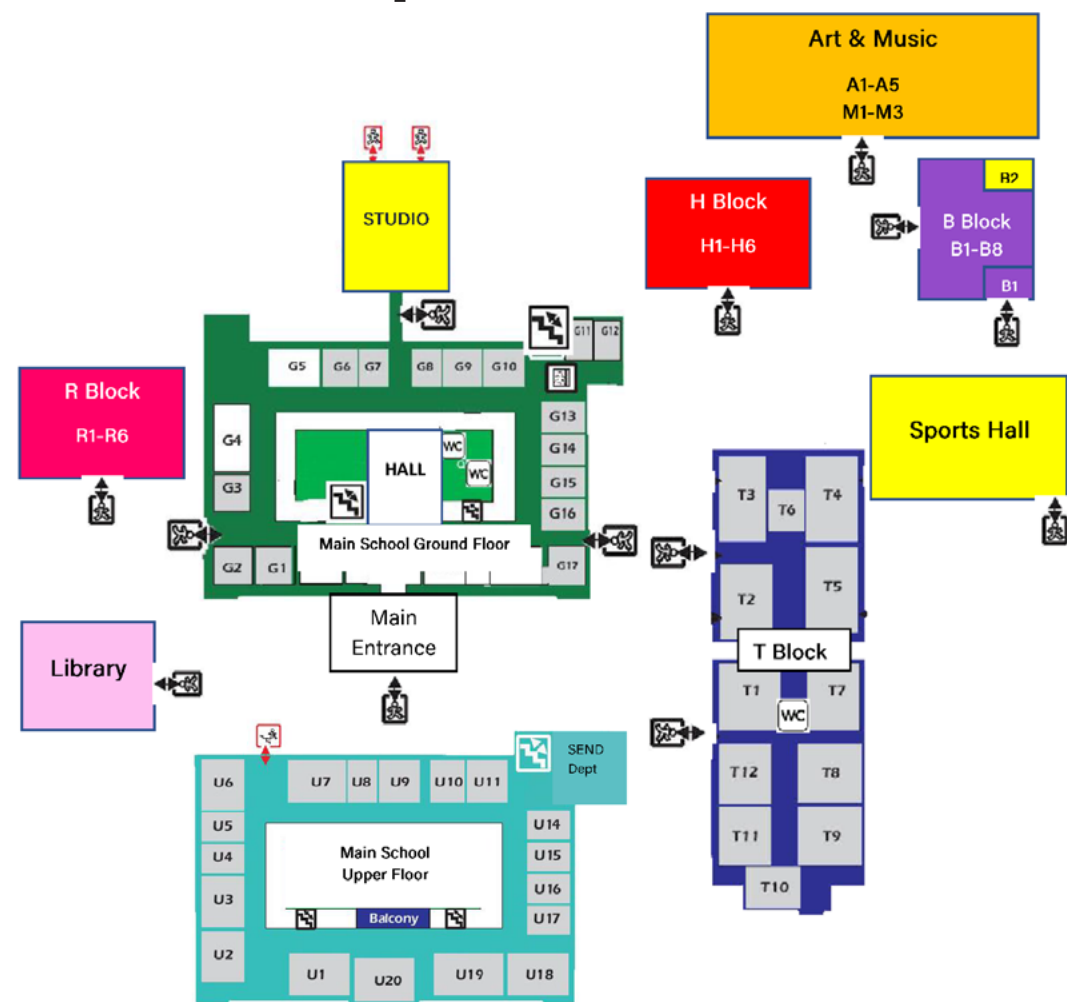 Art & Music
A1-A5
M1-M3
STUDIO
H Block
H1-H6
B2
B Block
B1-B8
B1
G11
G12
G5
G6
G7
G8
G9
G10
R Block
R1-R6
G4
G3
HALL
WC
WC
G13
G14
G15
G16
Sports Hall
Main School Ground Floor
G2
G1
G17
Main
Entrance
T3
T6
T4
T2
T5
T Block
T1
T7
WC
T12
T8
T11
T9
T10
Library
SEND
Dept
U6
U7
U8
U9
U10
U11
U5
U4
U3
U2
Main School
Upper Floor
Balcony
U14
U15
U16
U17
U1
U20
U19
U18